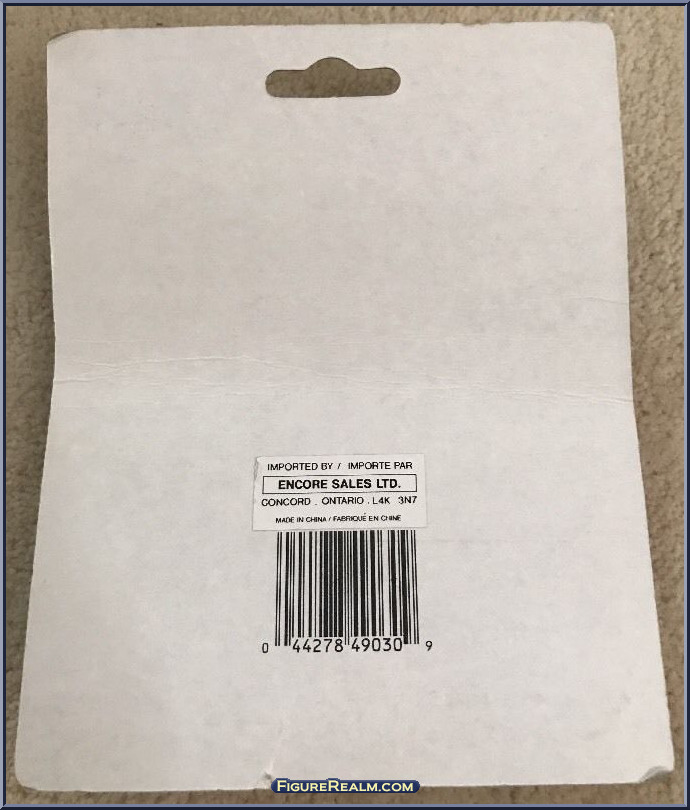 IMPORTED BY / IMPORTE PAR
ENCORE SALES LTD.
CONCORD . ONTARIO . L4K 3N7
MADE IN CHINA / FABRIQUÉ EN CHINE
0 44278 49030 9
FIGUREREALM.COM